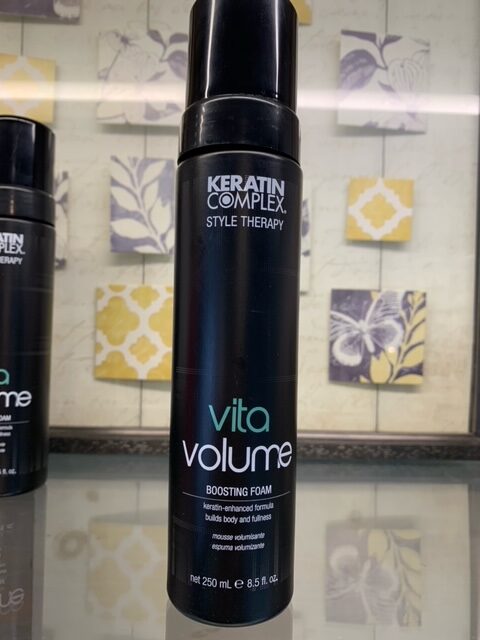 KERATIN
COMPLEX®
STYLE THERAPY
vita
volume
BOOSTING FOAM
keratin-enhanced formula
builds body and fullness
mousse volumisante
espuma volumizante
net 250 mL ℮ 8.5 fl. oz.